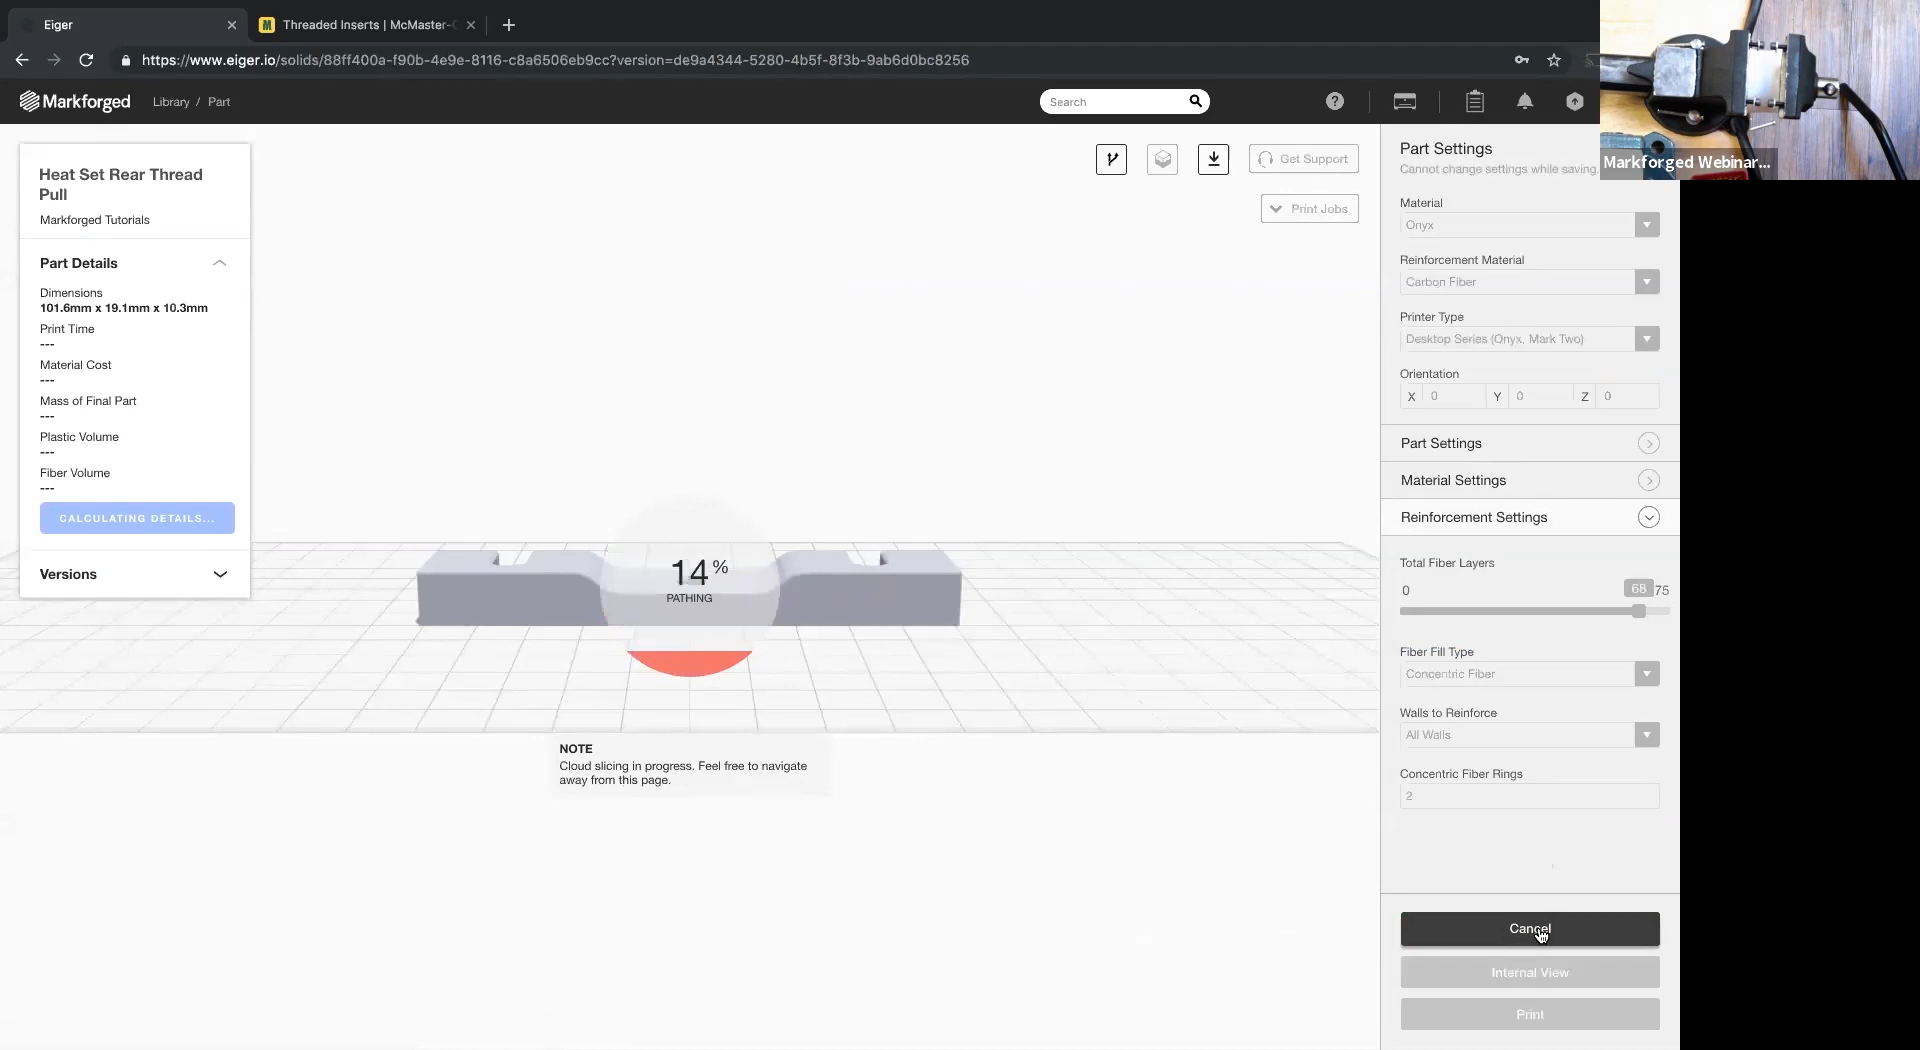 Eiger
Threaded Inserts | McMaster-C
https://www.eiger.io/solids/88ff400a-f90b-4e9e-8116-c8a6506eb9cc?version=de9a4344-5280-4b5f-8f3b-9ab6d0bc8256
Markforged
Library / Part
Search
Markforged Webinar...
Heat Set Rear Thread
Pull
Markforged Tutorials
Part Details
Dimensions
101.6mm x 19.1mm x 10.3mm
Print Time
---
Material Cost
---
Mass of Final Part
---
Plastic Volume
---
Fiber Volume
---
CALCULATING DETAILS...
Versions
Get Support
Print Jobs
14%
PATHING
NOTE
Cloud slicing in progress. Feel free to navigate
away from this page.
Part Settings
Cannot change settings while saving.
Material
Onyx
Reinforcement Material
Carbon Fiber
Printer Type
Desktop Series (Onyx, Mark Two)
Orientation
X 0 Y 0 Z 0
Part Settings
Material Settings
Reinforcement Settings
Total Fiber Layers
0 68 75
Fiber Fill Type
Concentric Fiber
Walls to Reinforce
All Walls
Concentric Fiber Rings
2
Cancel
Internal View
Print